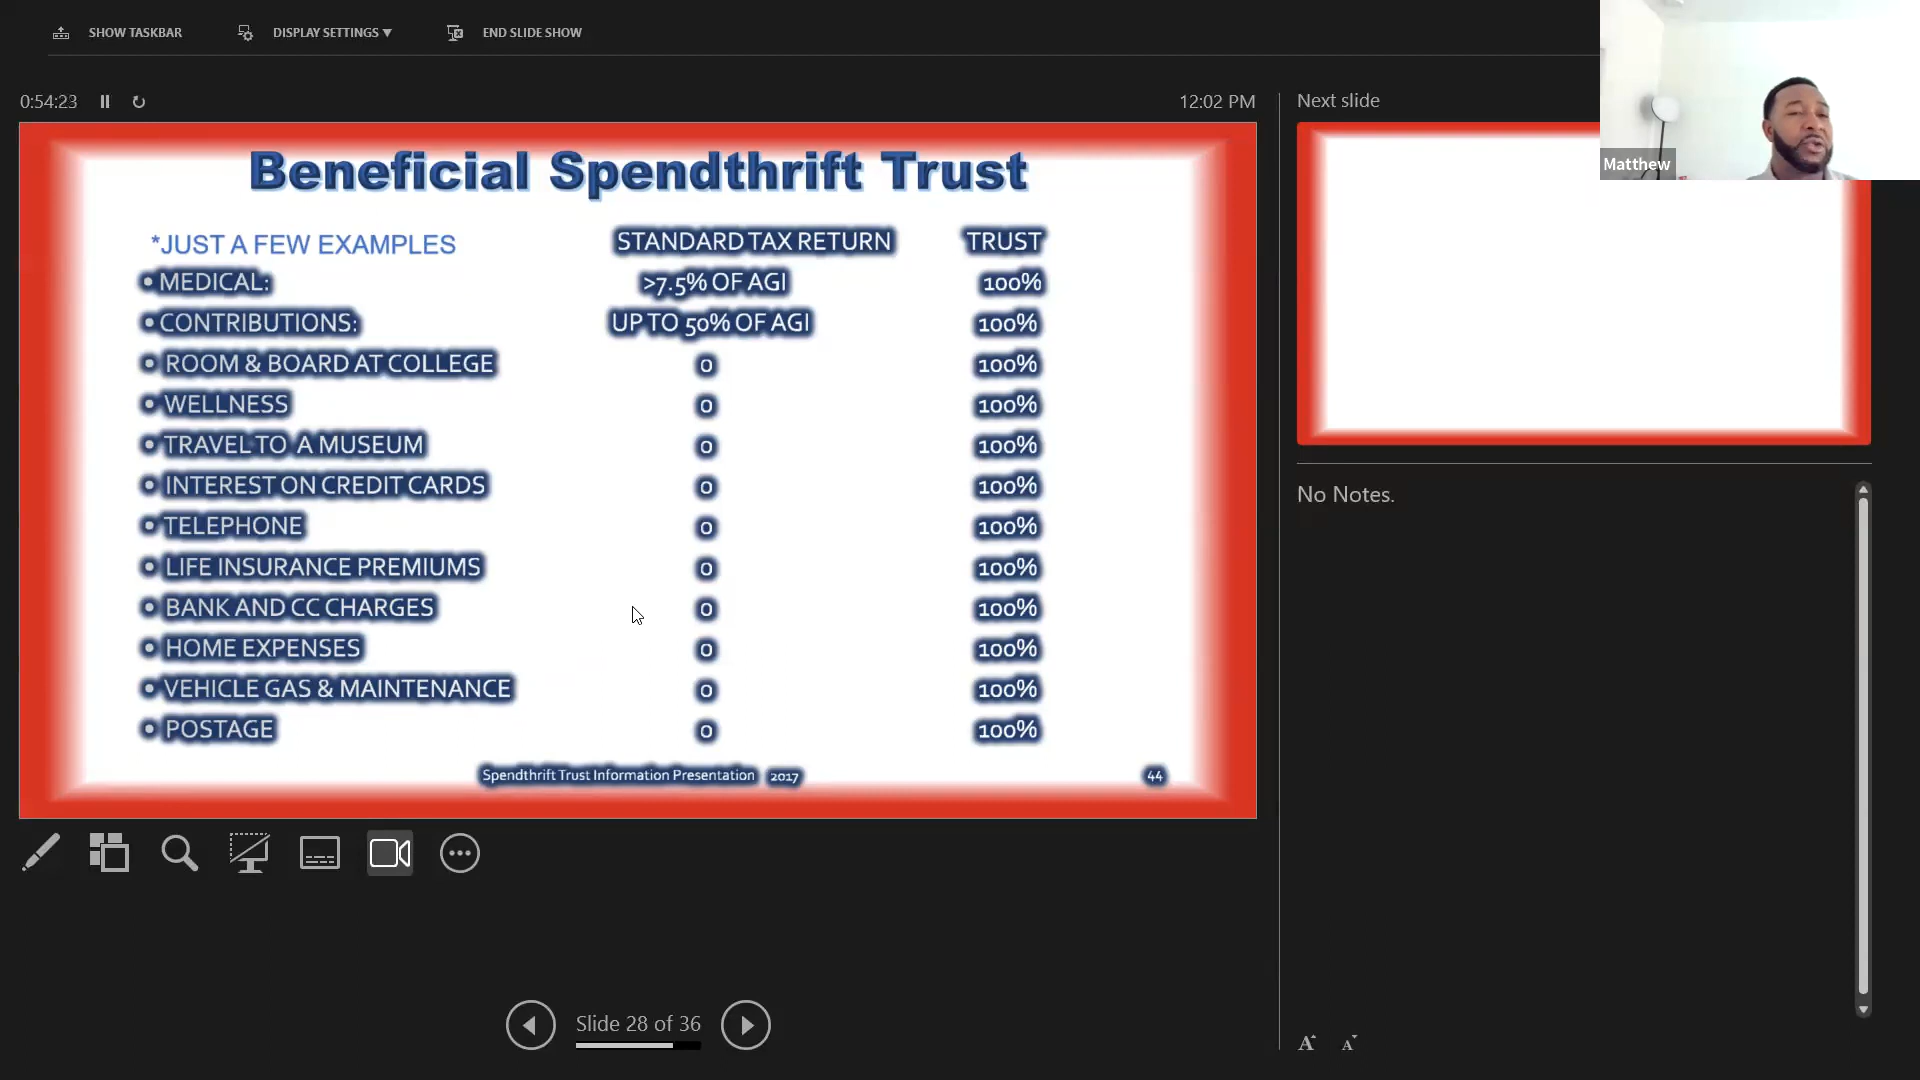 SHOW TASKBAR
DISPLAY SETTINGS ▼
END SLIDE SHOW
0:54:23
12:02 PM
Next slide
Matthew
Beneficial Spendthrift Trust
*JUST A FEW EXAMPLES STANDARD TAX RETURN TRUST
• MEDICAL: >7.5% OF AGI 100%
• CONTRIBUTIONS: UP TO 50% OF AGI 100%
• ROOM & BOARD AT COLLEGE 0 100%
• WELLNESS 0 100%
• TRAVEL TO A MUSEUM 0 100%
• INTEREST ON CREDIT CARDS 0 100%
• TELEPHONE 0 100%
• LIFE INSURANCE PREMIUMS 0 100%
• BANK AND CC CHARGES 0 100%
• HOME EXPENSES 0 100%
• VEHICLE GAS & MAINTENANCE 0 100%
• POSTAGE 0 100%
Spendthrift Trust Information Presentation 2017 44
No Notes.
Slide 28 of 36
A A